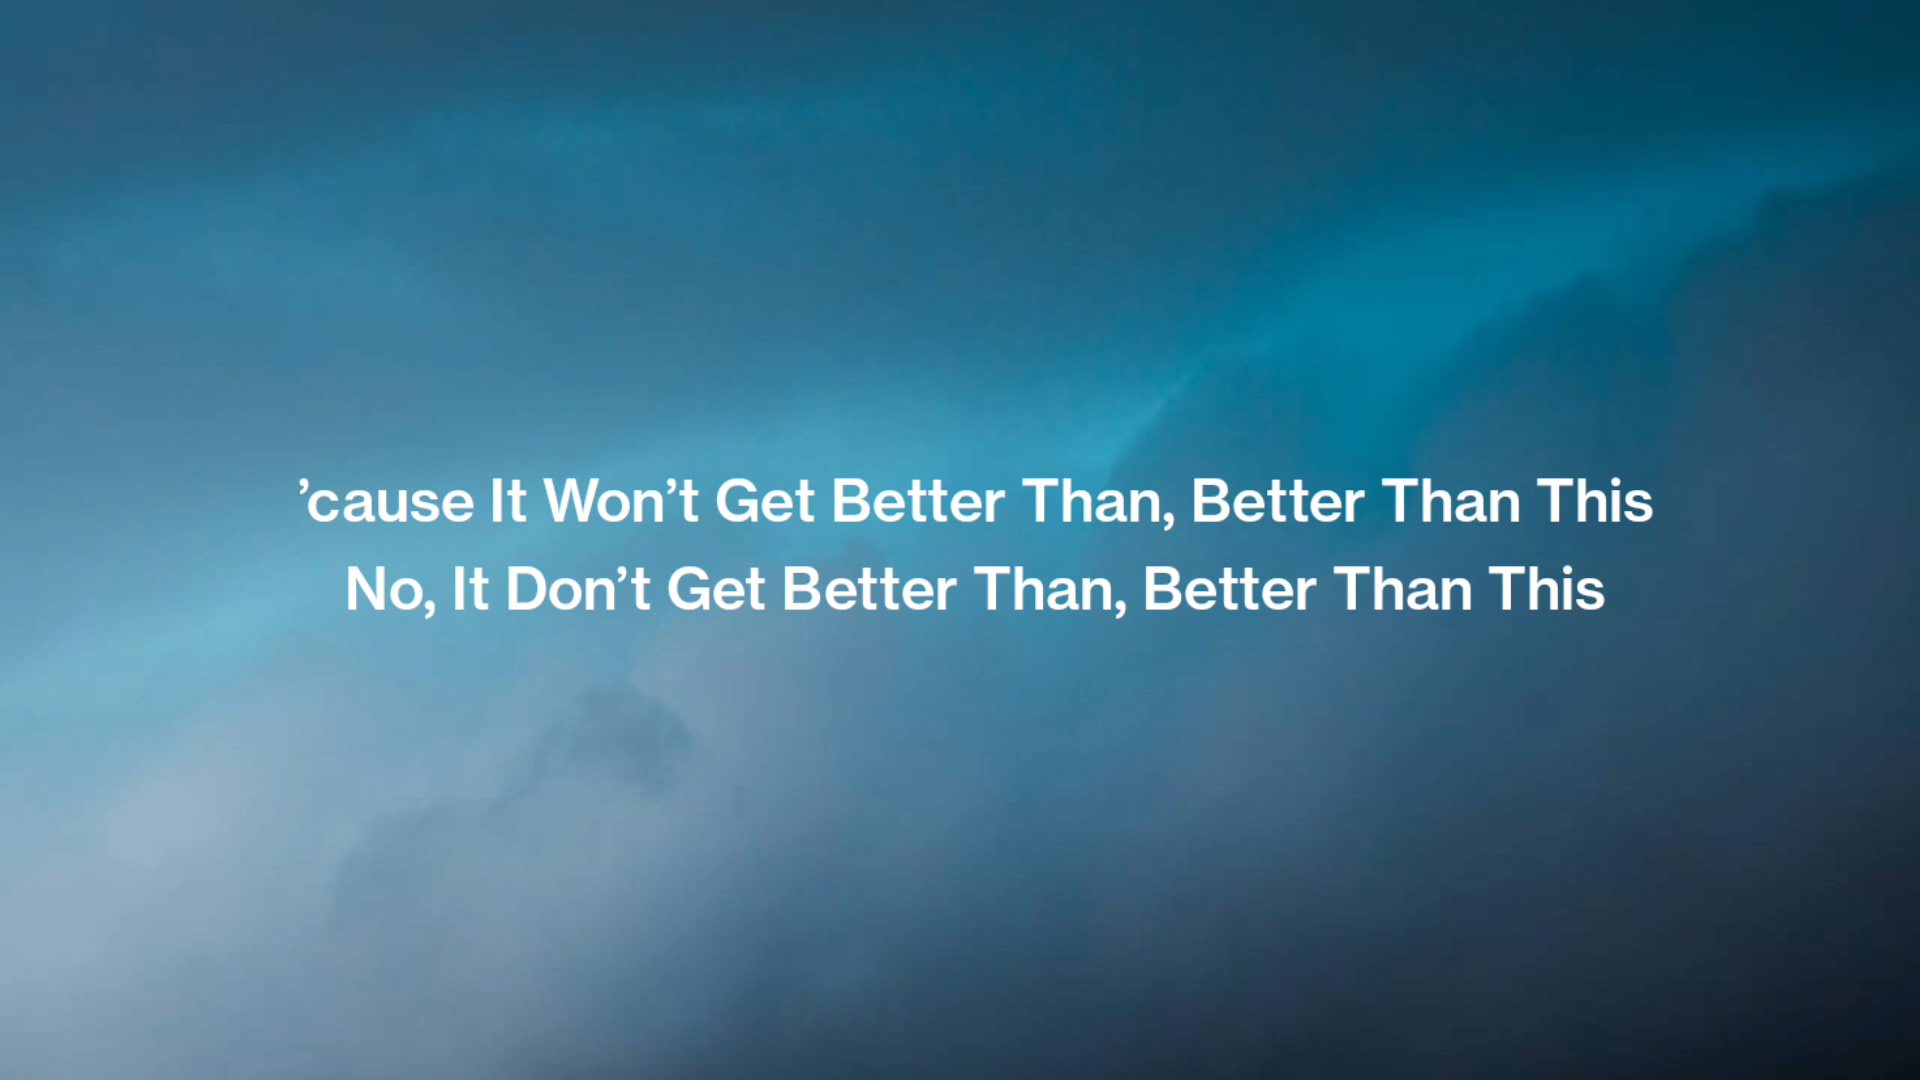 ’cause It Won’t Get Better Than, Better Than This
No, It Don’t Get Better Than, Better Than This